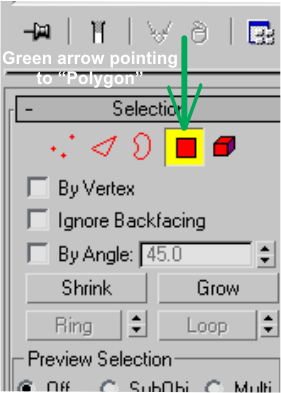 Green arrow pointing
to “Polygon”
- Selection
By Vertex
Ignore Backfacing
By Angle: 45.0
Shrink Grow
Ring Loop
Preview Selection
Off SubObj Multi